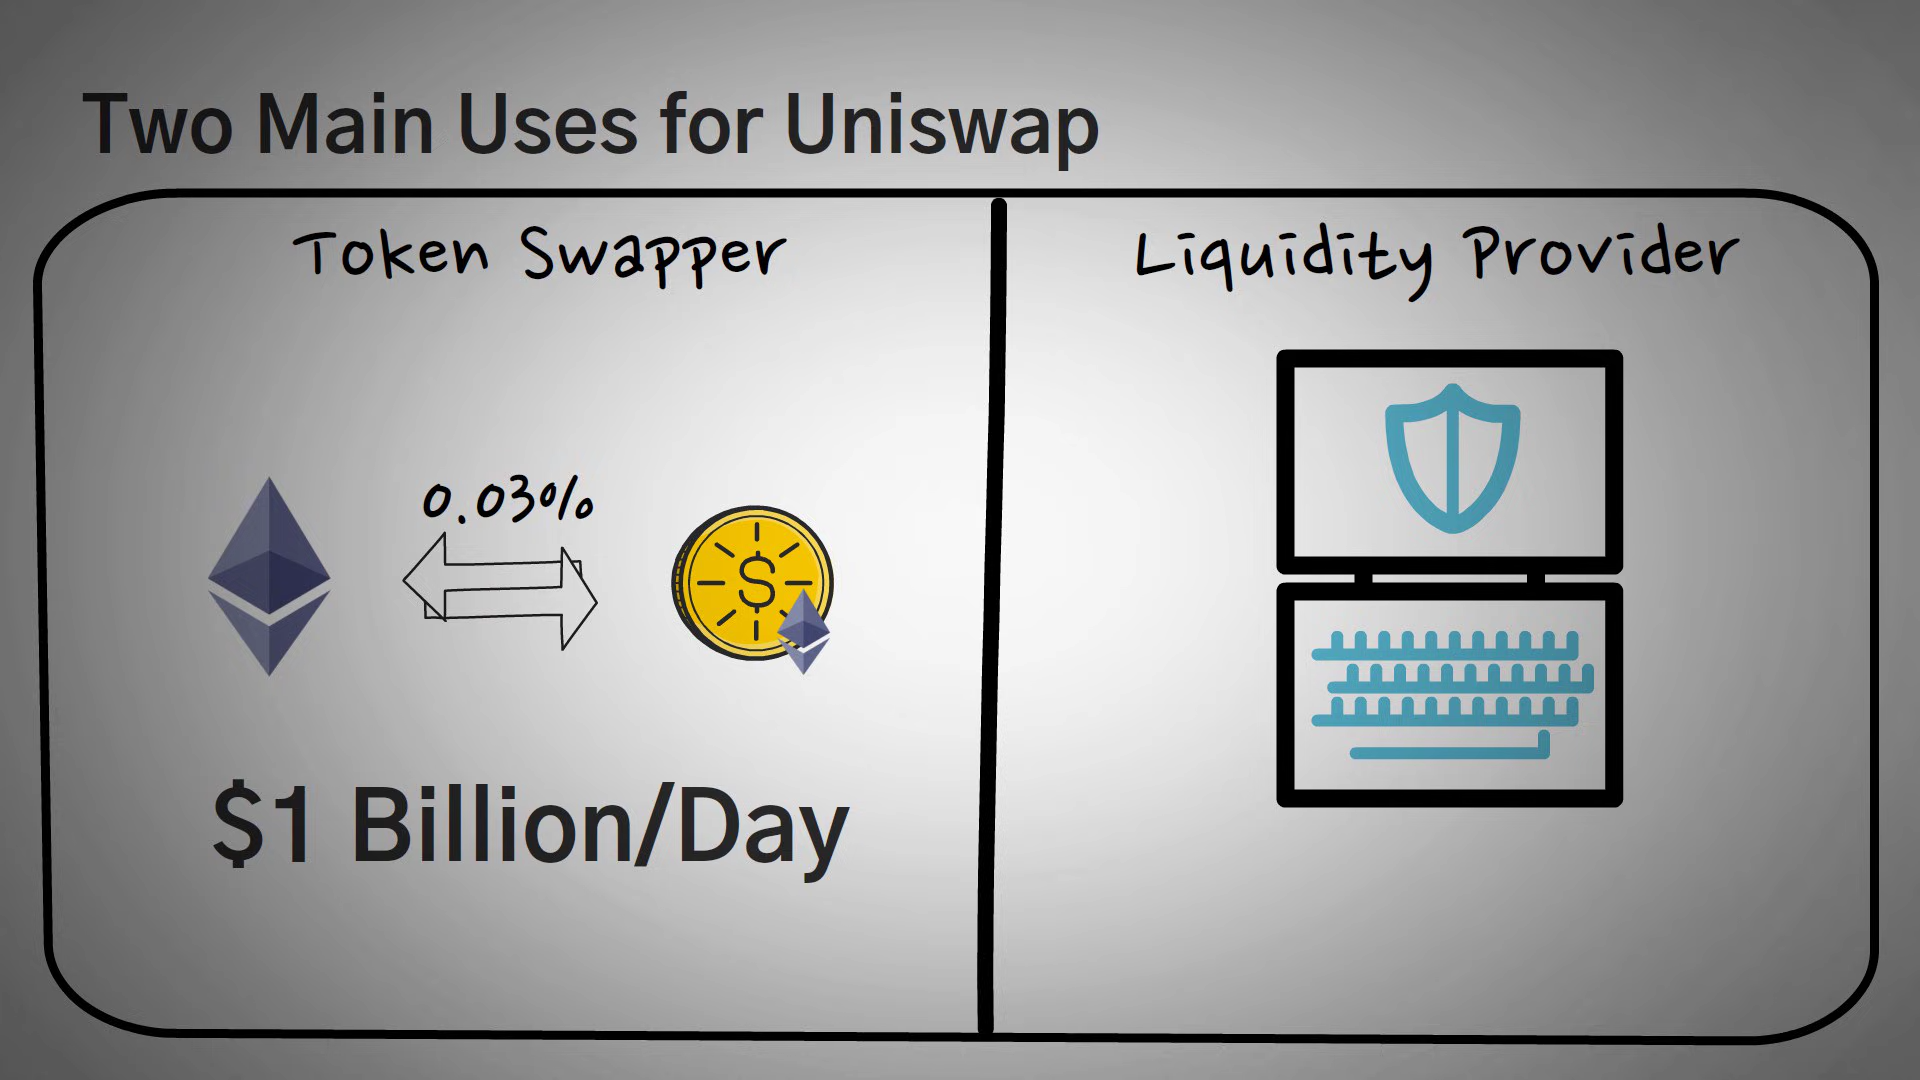 Two Main Uses for Uniswap
Token Swapper
Liquidity Provider
0.03%
$
$1 Billion/Day